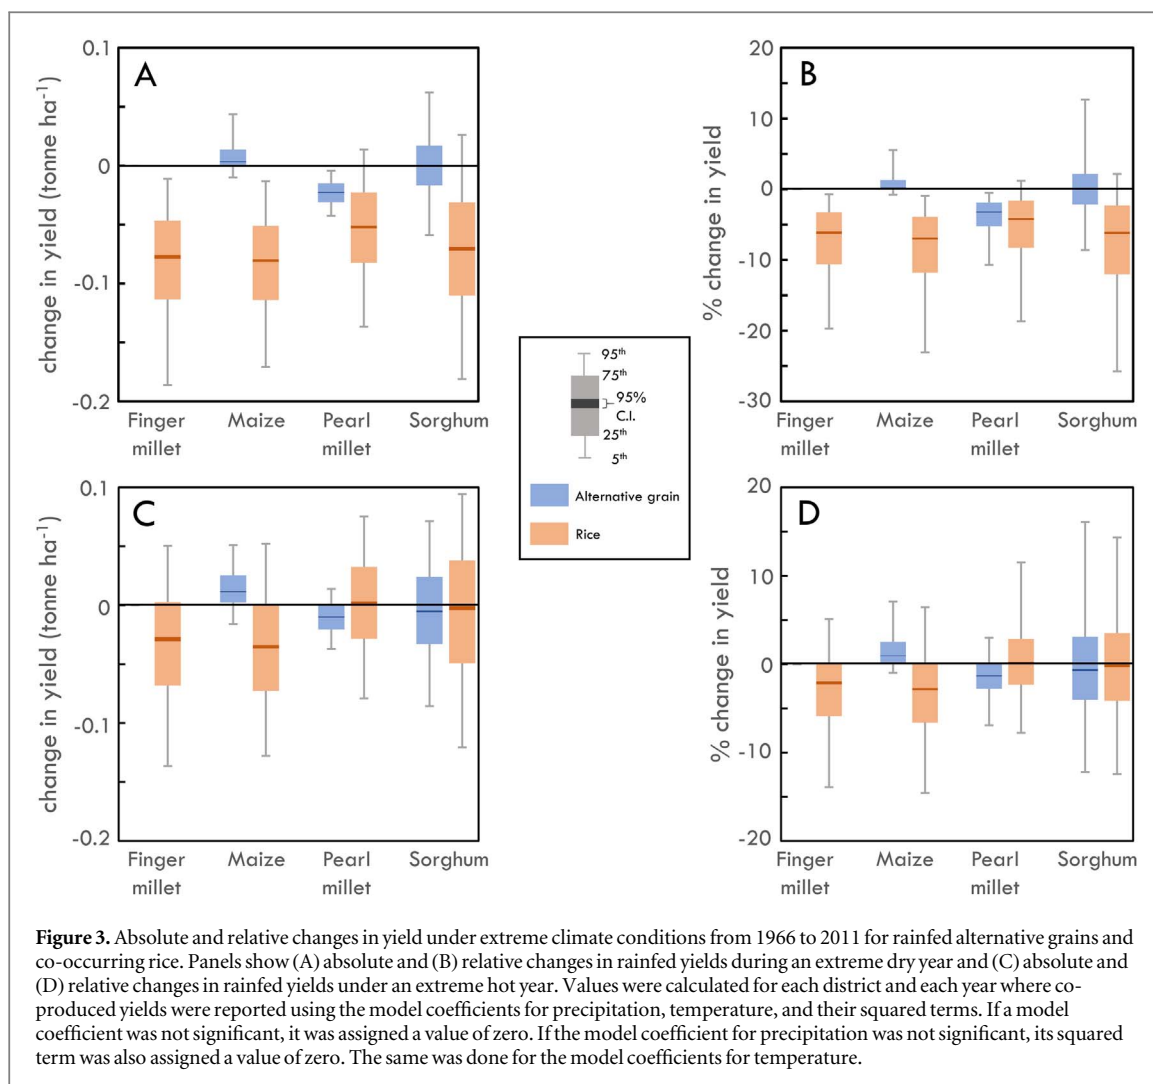 A
change in yield (tonne ha⁻¹)
0.1
0
-0.1
-0.2
Finger
millet
Maize
Pearl
millet
Sorghum
B
% change in yield
20
10
0
-10
-20
-30
Finger
millet
Maize
Pearl
millet
Sorghum
95th
75th
95%
C.I.
25th
5th
Alternative grain
Rice
C
change in yield (tonne ha⁻¹)
0.1
0
-0.1
-0.2
Finger
millet
Maize
Pearl
millet
Sorghum
D
% change in yield
20
20
0
-10
-20
Finger
millet
Maize
Pearl
millet
Sorghum
Figure 3. Absolute and relative changes in yield under extreme climate conditions from 1966 to 2011 for rainfed alternative grains and
co-occurring rice. Panels show (A) absolute and (B) relative changes in rainfed yields during an extreme dry year and (C) absolute and
(D) relative changes in rainfed yields under an extreme hot year. Values were calculated for each district and each year where co-
produced yields were reported using the model coefficients for precipitation, temperature, and their squared terms. If a model
coefficient was not significant, it was assigned a value of zero. If the model coefficient for precipitation was not significant, its squared
term was also assigned a value of zero. The same was done for the model coefficients for temperature.